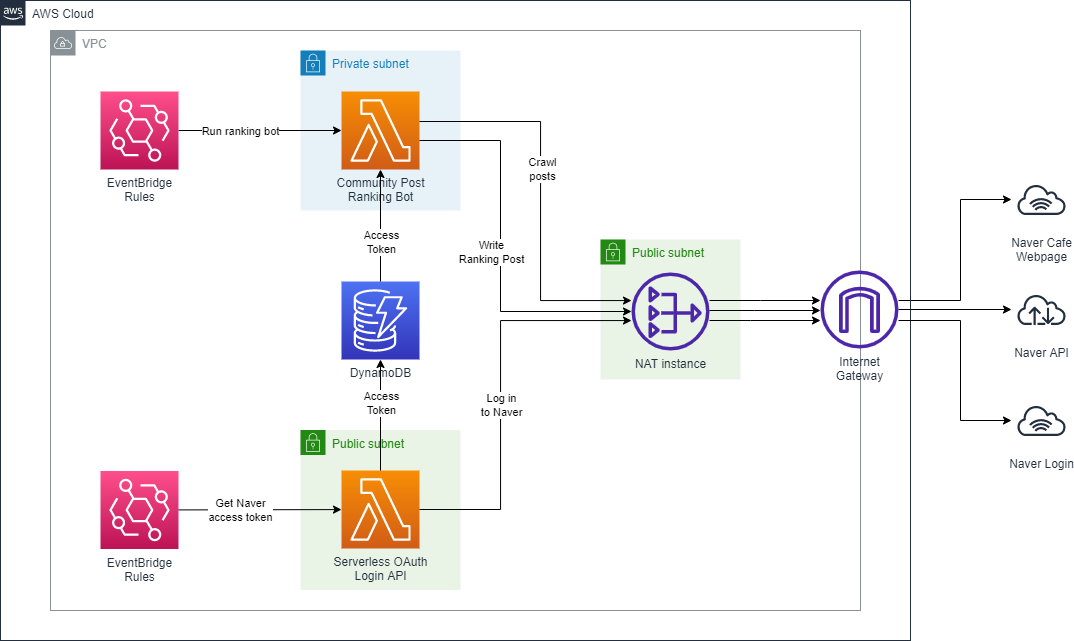 aws
AWS Cloud
VPC
Private subnet
Run ranking bot
EventBridge
Rules
Community Post
Ranking Bot
Crawl
posts
Access
Token
Write
Ranking Post
Public subnet
NAT instance
Internet
Gateway
Naver Cafe
Webpage
Naver API
DynamoDB
Access
Token
Log in
to Naver
Public subnet
Naver Login
Get Naver
access token
EventBridge
Rules
Serverless OAuth
Login API